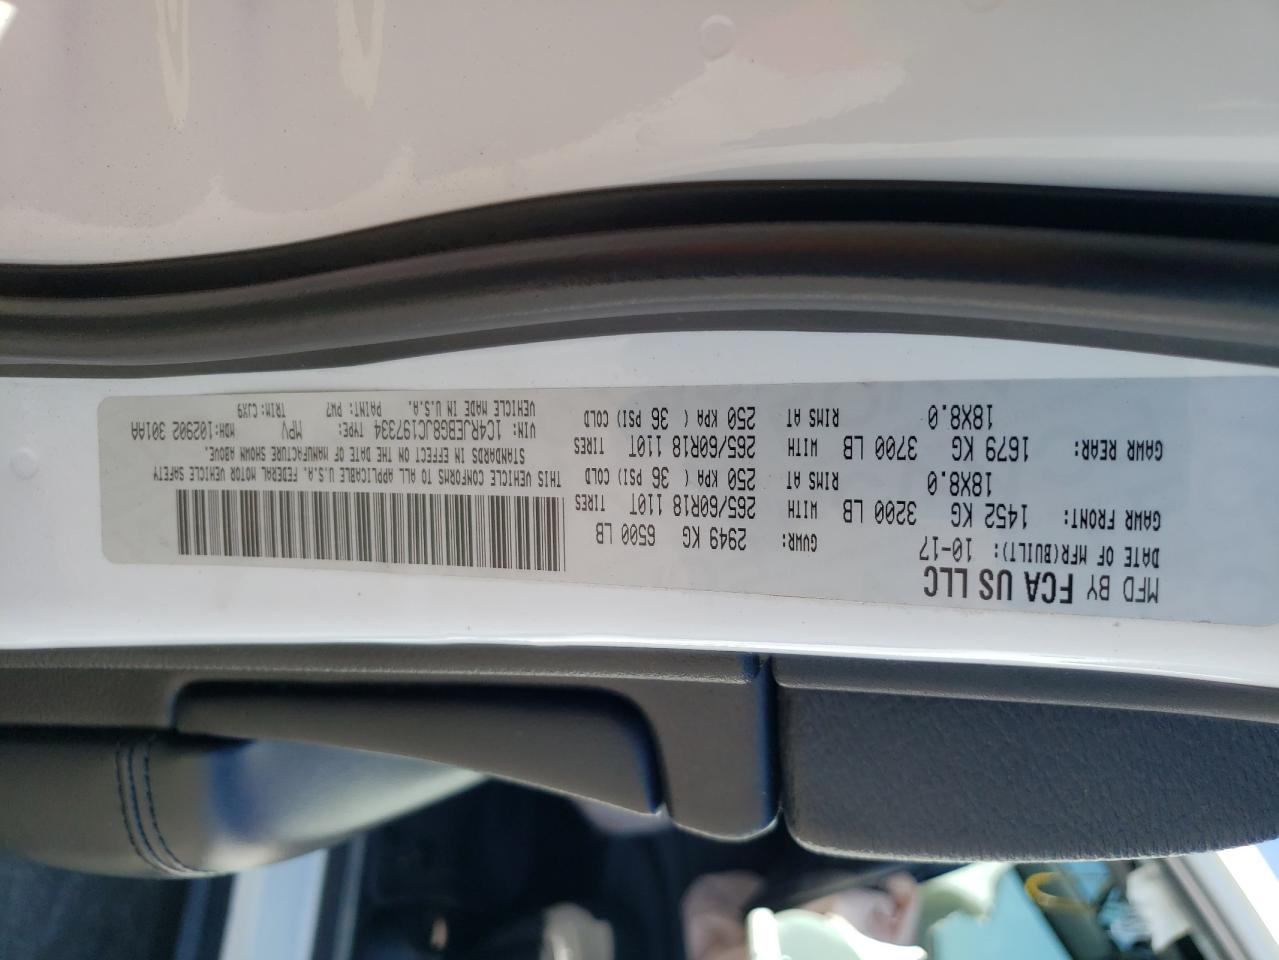 MFD BY FCA US LLC
DATE OF MFR(BUILT): 10-17 GVWR: 2949 KG 6500 LB
GAWR FRONT: 1452 KG 3200 LB WITH 265/60R18 110T TIRES
18X8.0 RIMS AT 250 KPA ( 36 PSI) COLD
GAWR REAR: 1679 KG 3700 LB WITH 265/60R18 110T TIRES
18X8.0 RIMS AT 250 KPA ( 36 PSI) COLD
THIS VEHICLE CONFORMS TO ALL APPLICABLE U.S.A. FEDERAL MOTOR VEHICLE SAFETY
STANDARDS IN EFFECT ON THE DATE OF MANUFACTURE SHOWN ABOVE.
VIN: 1C4RJEBG8JC197334 TYPE: MPV MDH:102902 301AA
VEHICLE MADE IN U.S.A. PAINT: PW7 TRIM:CJX9